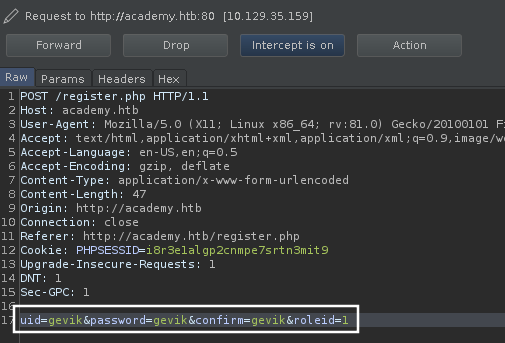 Request to http://academy.htb:80 [10.129.35.159]
Forward Drop Intercept is on Action
Raw Params Headers Hex
1 POST /register.php HTTP/1.1
2 Host: academy.htb
3 User-Agent: Mozilla/5.0 (X11; Linux x86_64; rv:81.0) Gecko/20100101 Fi
4 Accept: text/html,application/xhtml+xml,application/xml;q=0.9,image/we
5 Accept-Language: en-US,en;q=0.5
6 Accept-Encoding: gzip, deflate
7 Content-Type: application/x-www-form-urlencoded
8 Content-Length: 47
9 Origin: http://academy.htb
10 Connection: close
11 Referer: http://academy.htb/register.php
12 Cookie: PHPSESSID=i8r3e1algp2cnmpe7srtn3mit9
13 Upgrade-Insecure-Requests: 1
14 DNT: 1
15 Sec-GPC: 1
16
17 uid=gevik&password=gevik&confirm=gevik&roleid=1